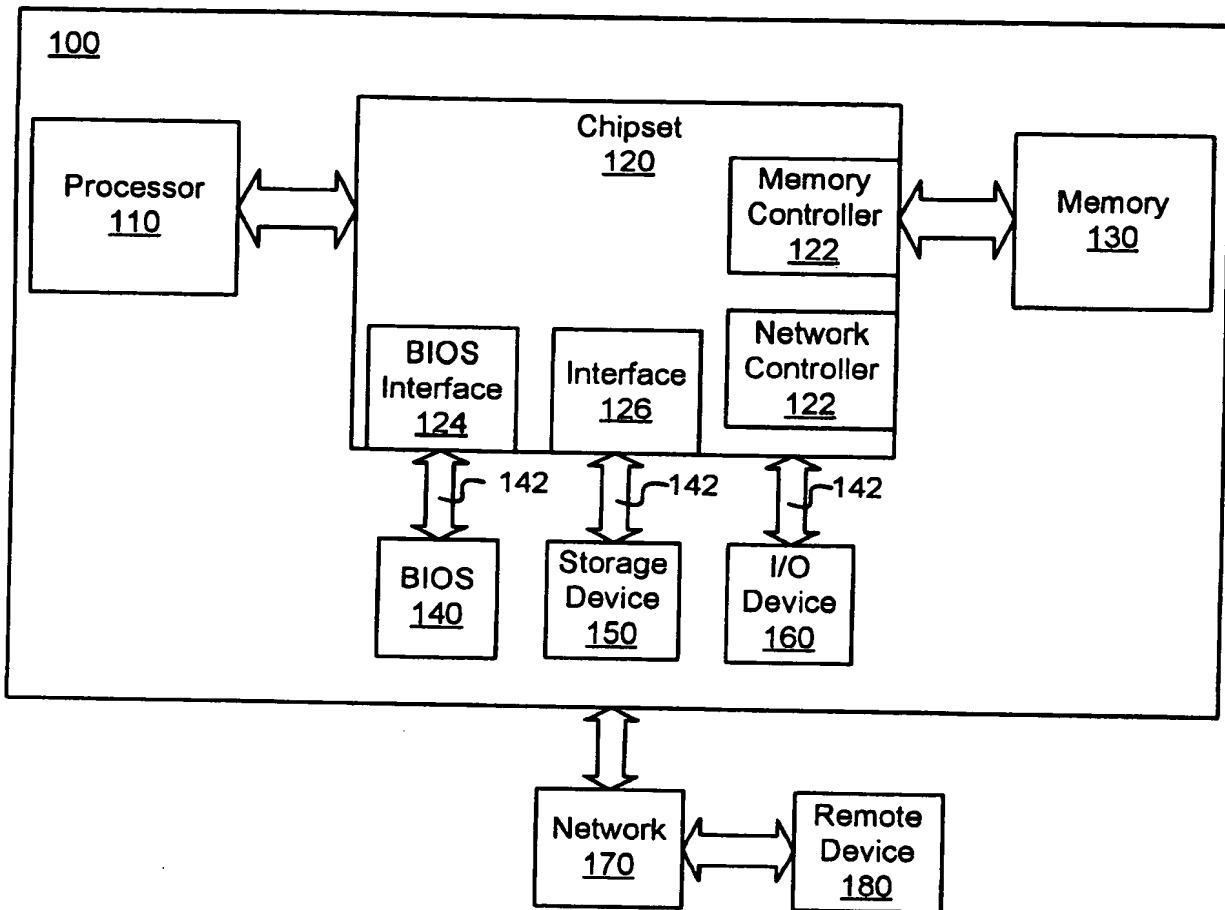 100
Processor
110
Chipset
120
Memory
Controller
122
Memory
130
BIOS
Interface
124
Interface
126
Network
Controller
122
142
142
142
BIOS
140
Storage
Device
150
I/O
Device
160
Network
170
Remote
Device
180